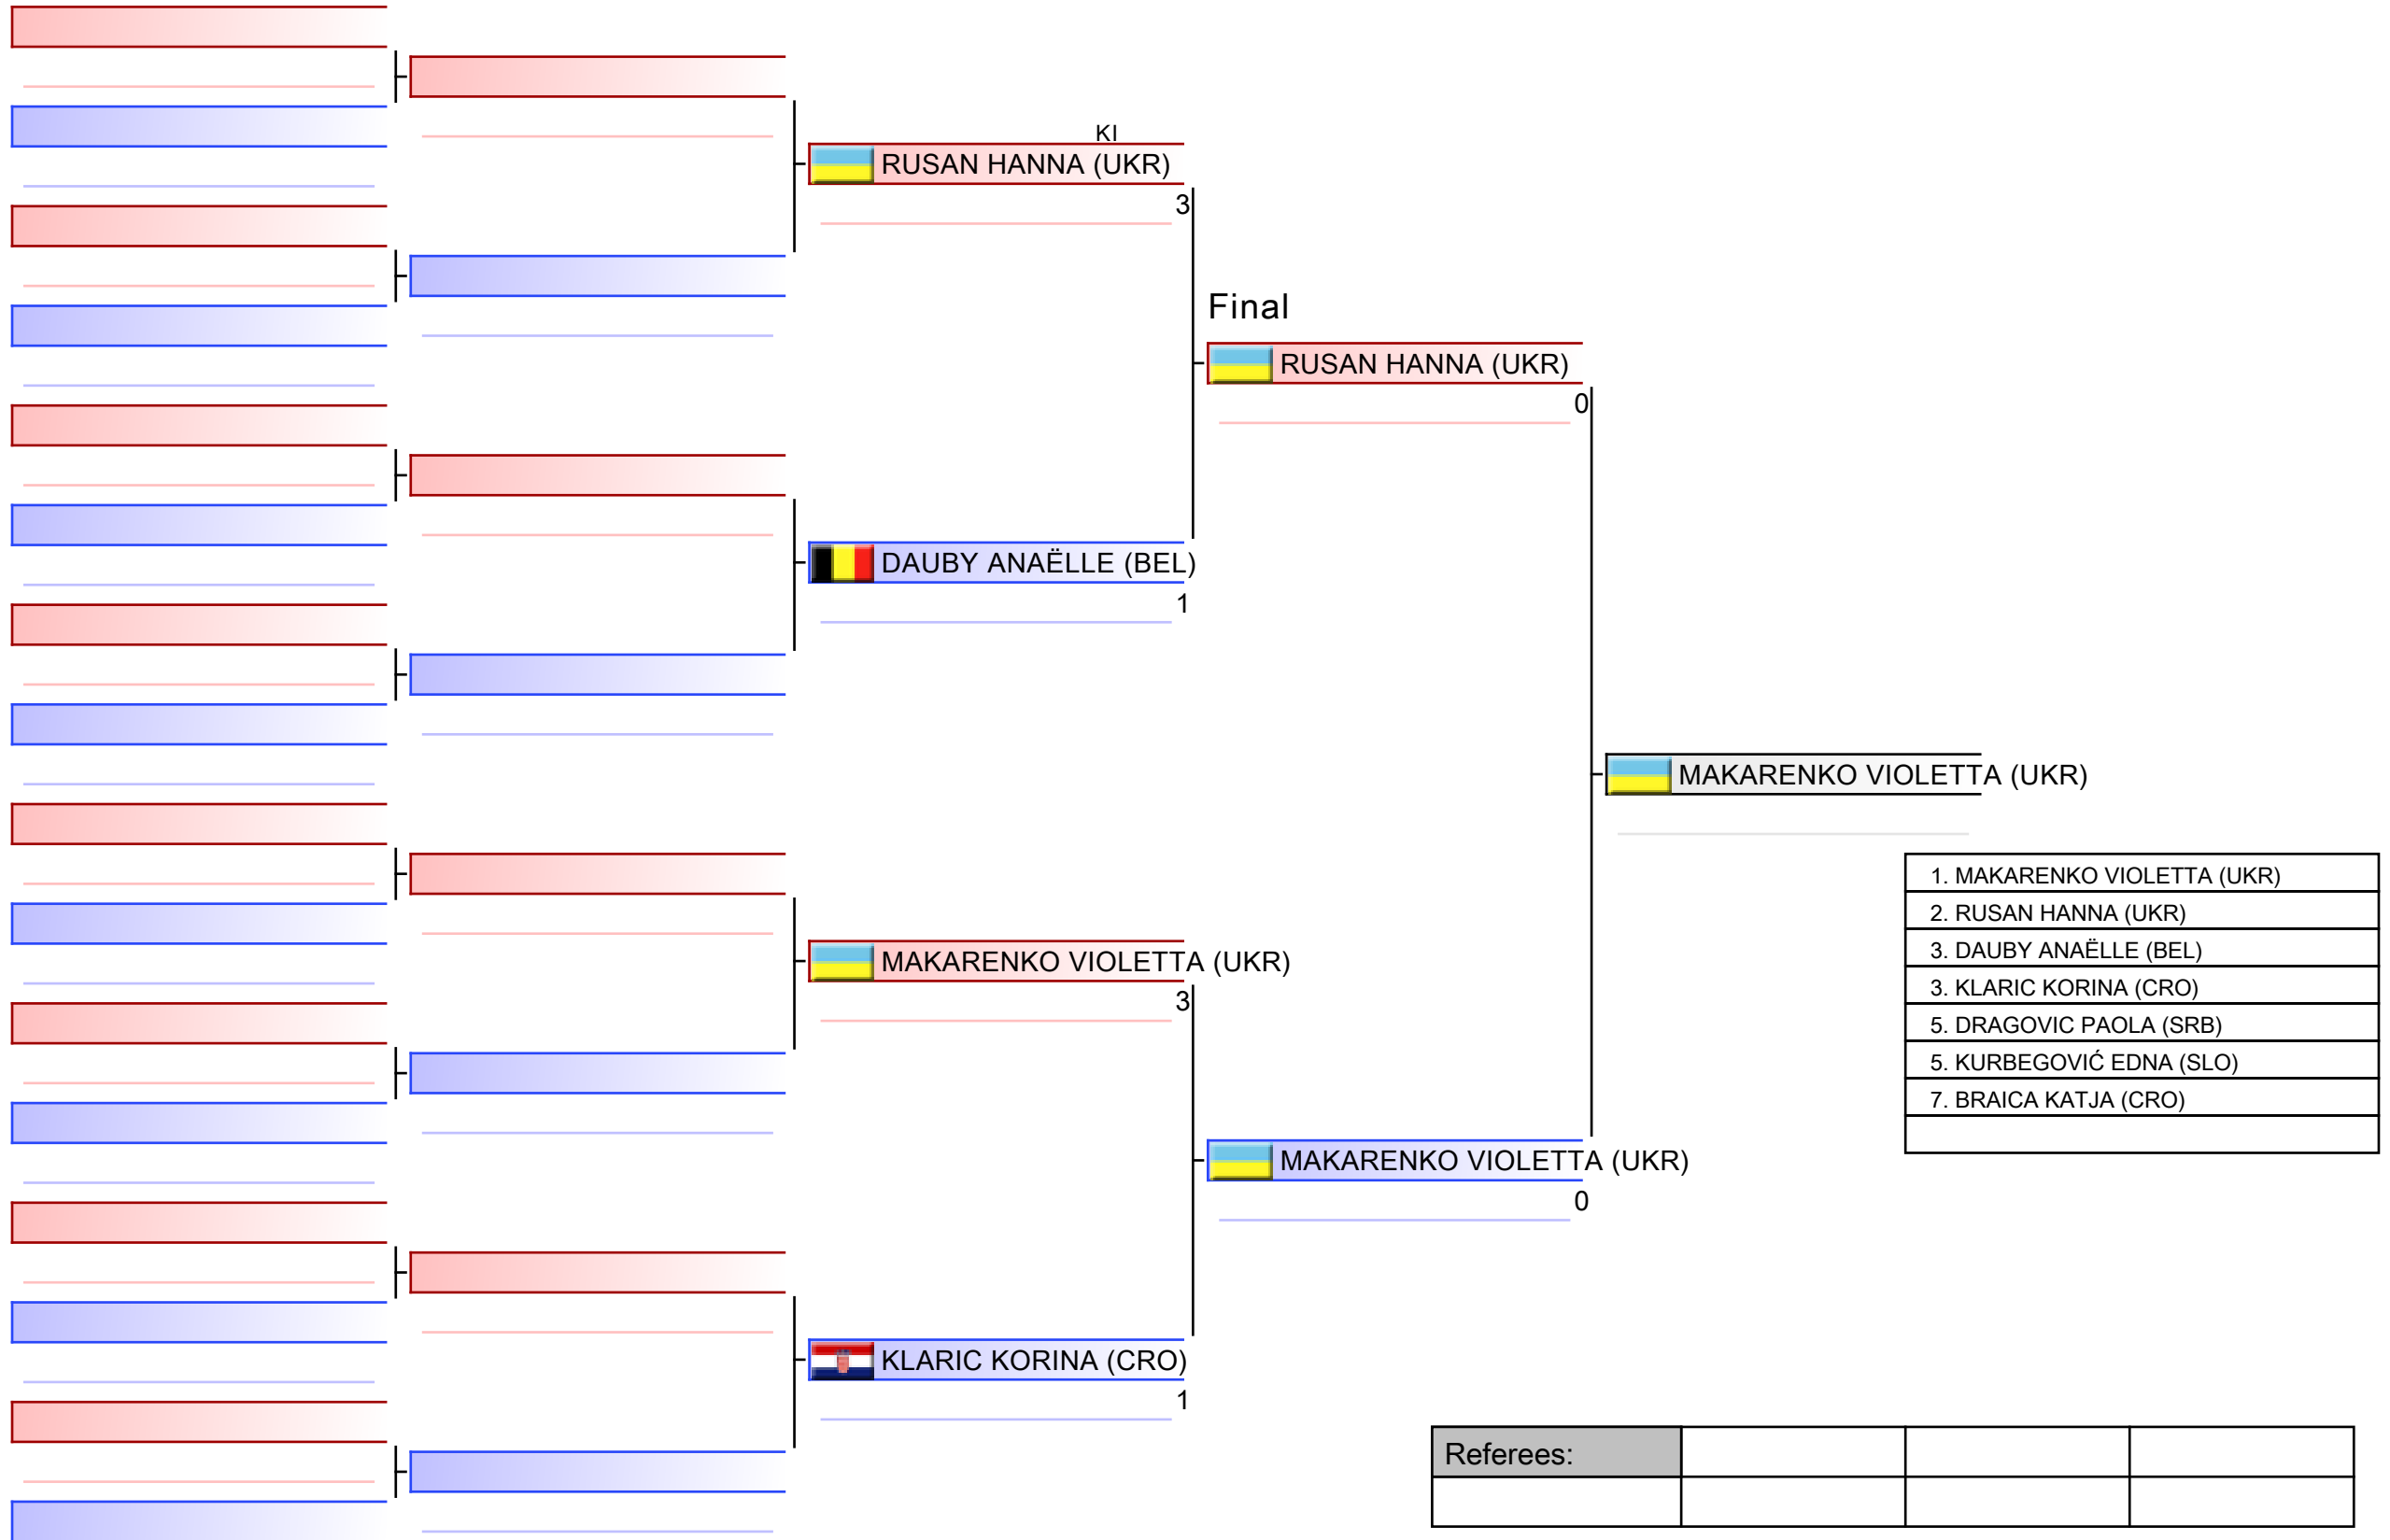 KI
RUSAN HANNA (UKR)
3
Final
RUSAN HANNA (UKR)
0
DAUBY ANAËLLE (BEL)
1
MAKARENKO VIOLETTA (UKR)
1. MAKARENKO VIOLETTA (UKR)
2. RUSAN HANNA (UKR)
3. DAUBY ANAËLLE (BEL)
3. KLARIC KORINA (CRO)
5. DRAGOVIC PAOLA (SRB)
5. KURBEGOVIĆ EDNA (SLO)
7. BRAICA KATJA (CRO)
MAKARENKO VIOLETTA (UKR)
3
MAKARENKO VIOLETTA (UKR)
0
KLARIC KORINA (CRO)
1
Referees: